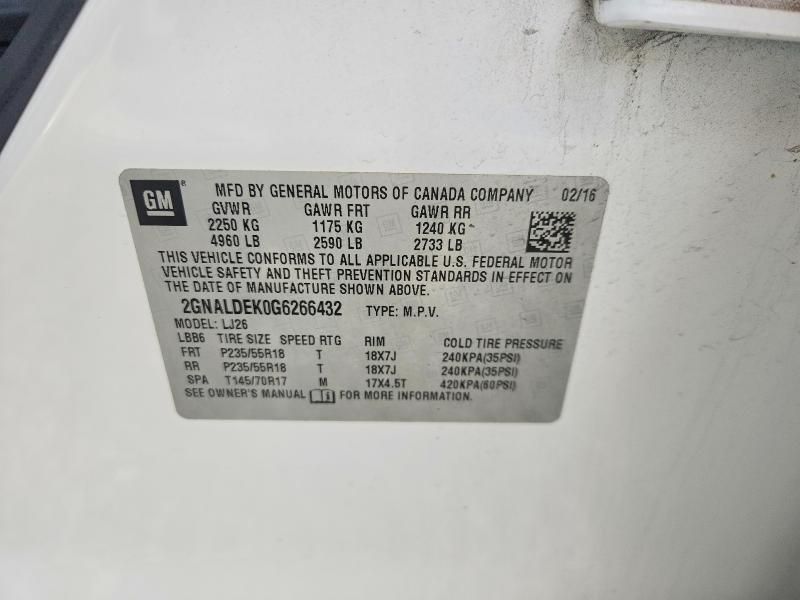 GM ® MFD BY GENERAL MOTORS OF CANADA COMPANY 02/16
GVWR GAWR FRT GAWR RR
2250 KG 1175 KG 1240 KG
4960 LB 2590 LB 2733 LB
THIS VEHICLE CONFORMS TO ALL APPLICABLE U.S. FEDERAL MOTOR
VEHICLE SAFETY AND THEFT PREVENTION STANDARDS IN EFFECT ON
THE DATE OF MANUFACTURE SHOWN ABOVE.
2GNALDEK0G6266432 TYPE: M.P.V.
MODEL: LJ26
LBB6 TIRE SIZE SPEED RTG RIM COLD TIRE PRESSURE
FRT P235/55R18 T 18X7J 240KPA(35PSI)
RR P235/55R18 T 18X7J 240KPA(35PSI)
SPA T145/70R17 M 17X4.5T 420KPA(60PSI)
SEE OWNER'S MANUAL FOR MORE INFORMATION.